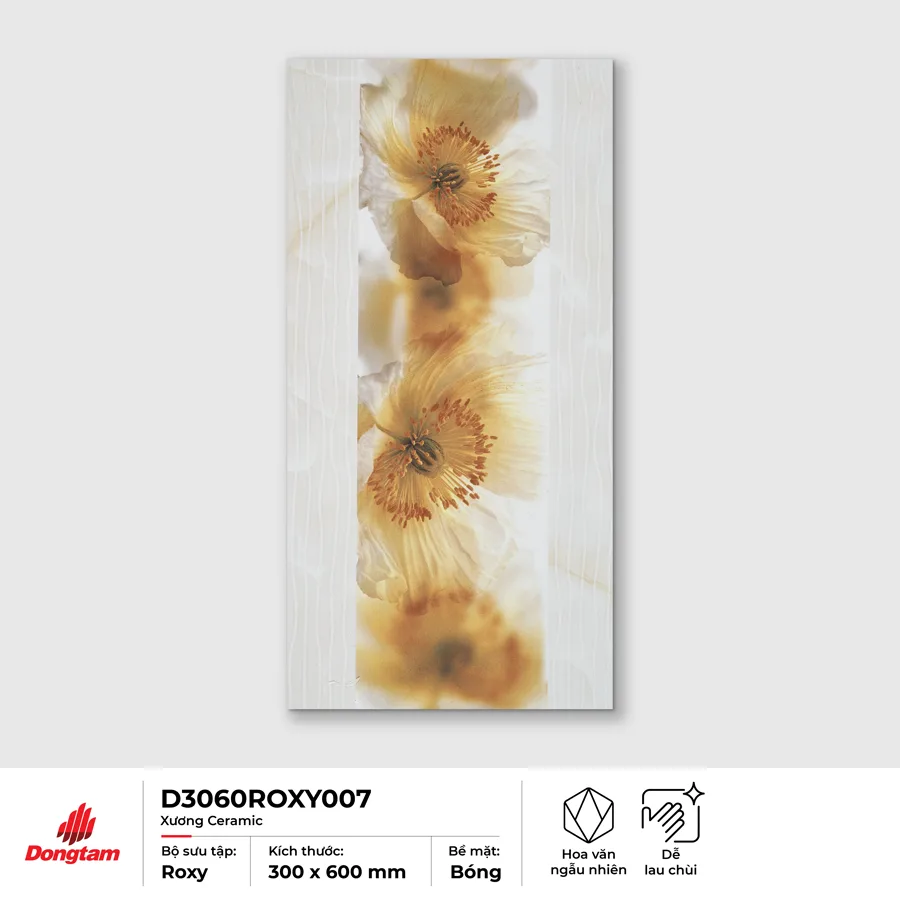 Dongtam
D3060ROXY007
Xương Ceramic
Bộ sưu tập:
Roxy
Kích thước:
300 x 600 mm
Bề mặt:
Bóng
Hoa văn
ngẫu nhiên
Dễ
lau chùi